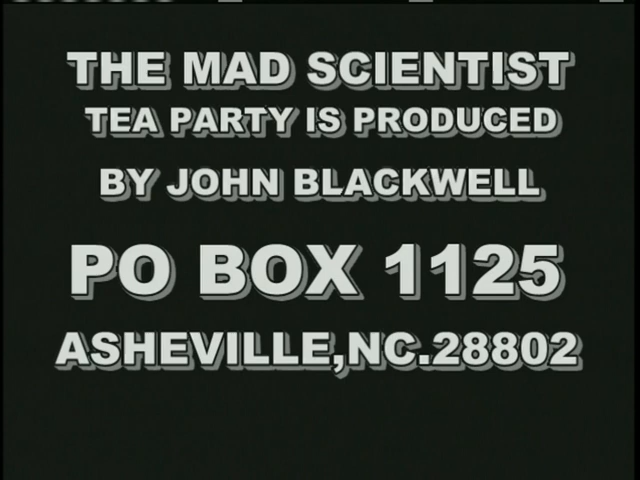 THE MAD SCIENTIST
TEA PARTY IS PRODUCED
BY JOHN BLACKWELL
PO BOX 1125
ASHEVILLE,NC.28802